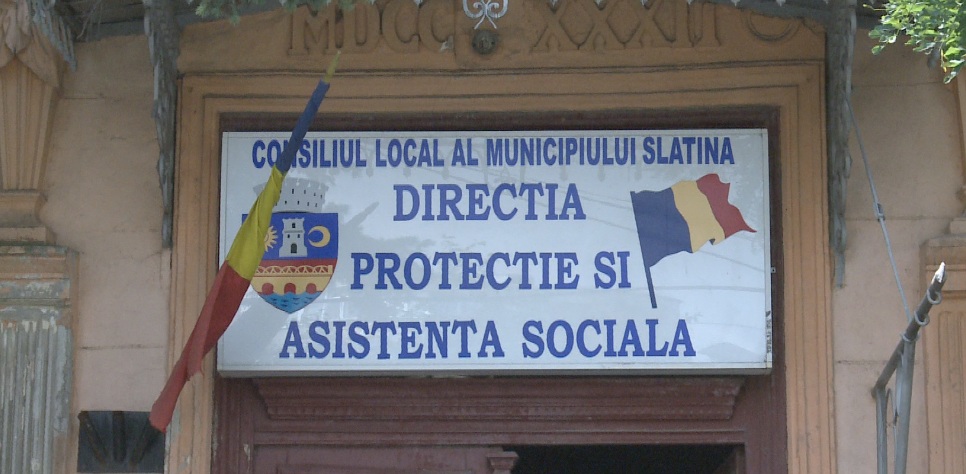 CONSILIUL LOCAL AL MUNICIPIULUI SLATINA
DIRECTIA
PROTECTIE SI
ASISTENTA SOCIALA